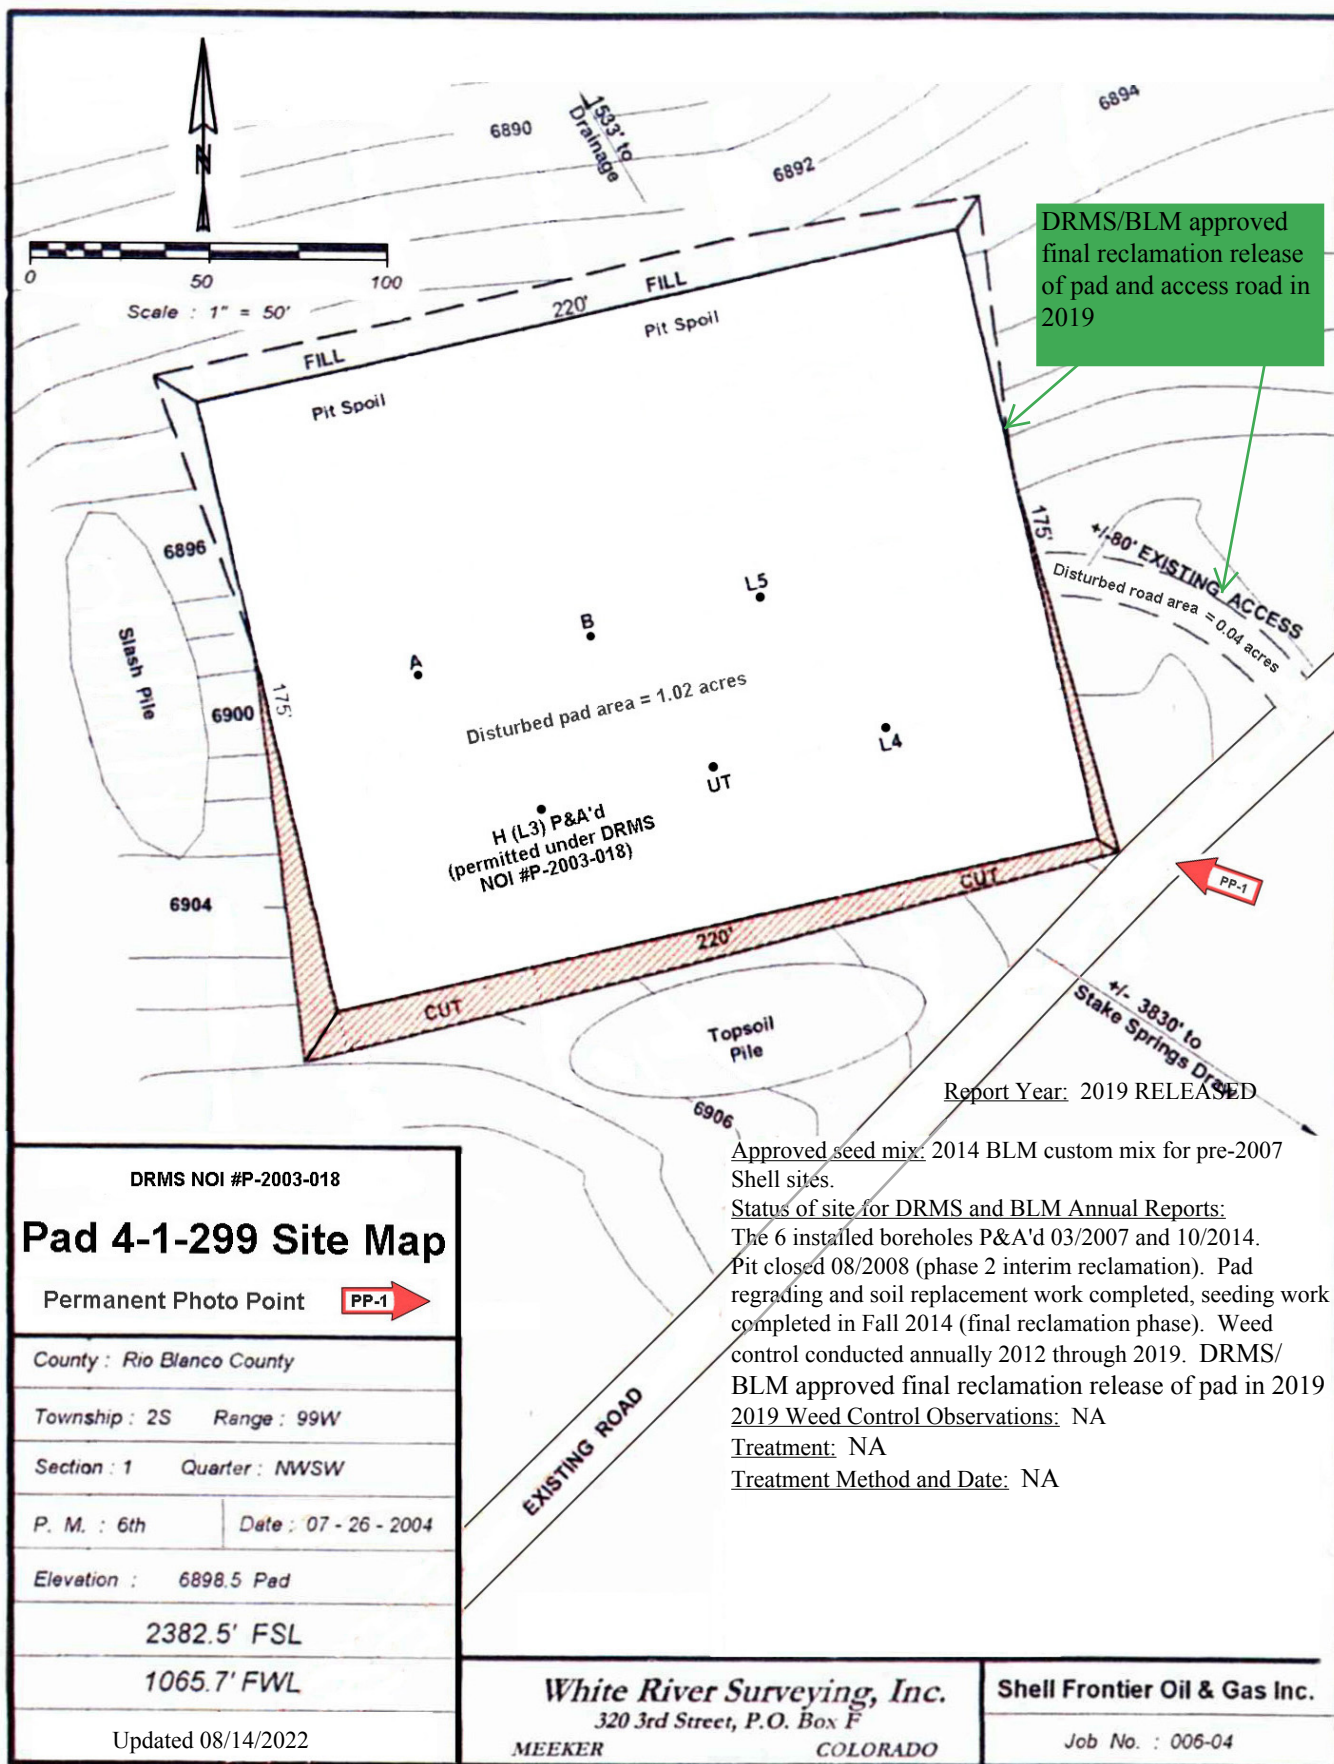 6890
1533' to
Drainage
6892
6894
N
0 50 100
Scale : 1" = 50'
DRMS/BLM approved
final reclamation release
of pad and access road in
2019
FILL
220'
FILL
Pit Spoil
Pit Spoil
175'
+/-80' EXISTING ACCESS
Disturbed road area = 0.04 acres
6896
Slash Pile
6900
175'
6904
A
B
L5
Disturbed pad area = 1.02 acres
L4
UT
H (L3) P&A'd
(permitted under DRMS
NOI #P-2003-018)
CUT
220'
CUT
PP-1
+/- 3830' to
Stake Springs Draw
Topsoil
Pile
6906
Report Year: 2019 RELEASED
Approved seed mix: 2014 BLM custom mix for pre-2007
Shell sites.
Status of site for DRMS and BLM Annual Reports:
The 6 installed boreholes P&A'd 03/2007 and 10/2014.
Pit closed 08/2008 (phase 2 interim reclamation). Pad
regrading and soil replacement work completed, seeding work
completed in Fall 2014 (final reclamation phase). Weed
control conducted annually 2012 through 2019. DRMS/
BLM approved final reclamation release of pad in 2019
2019 Weed Control Observations: NA
Treatment: NA
Treatment Method and Date: NA
EXISTING ROAD
DRMS NOI #P-2003-018
Pad 4-1-299 Site Map
Permanent Photo Point PP-1
County : Rio Blanco County
Township : 2S Range : 99W
Section : 1 Quarter : NWSW
P. M. : 6th Date : 07 - 26 - 2004
Elevation : 6898.5 Pad
2382.5' FSL
1065.7' FWL
Updated 08/14/2022
White River Surveying, Inc.
320 3rd Street, P.O. Box F
MEEKER COLORADO
Shell Frontier Oil & Gas Inc.
Job No. : 006-04